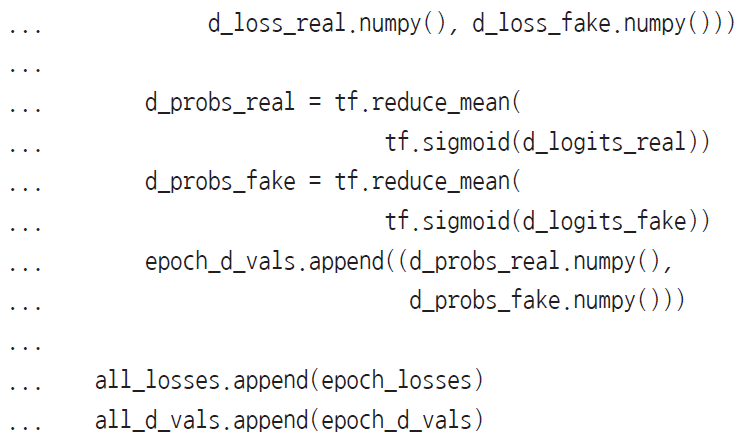 ...             d_loss_real.numpy(), d_loss_fake.numpy()))
...
...         d_probs_real = tf.reduce_mean(
...                             tf.sigmoid(d_logits_real))
...         d_probs_fake = tf.reduce_mean(
...                             tf.sigmoid(d_logits_fake))
...         epoch_d_vals.append((d_probs_real.numpy(),
...                               d_probs_fake.numpy()))
...
...     all_losses.append(epoch_losses)
...     all_d_vals.append(epoch_d_vals)